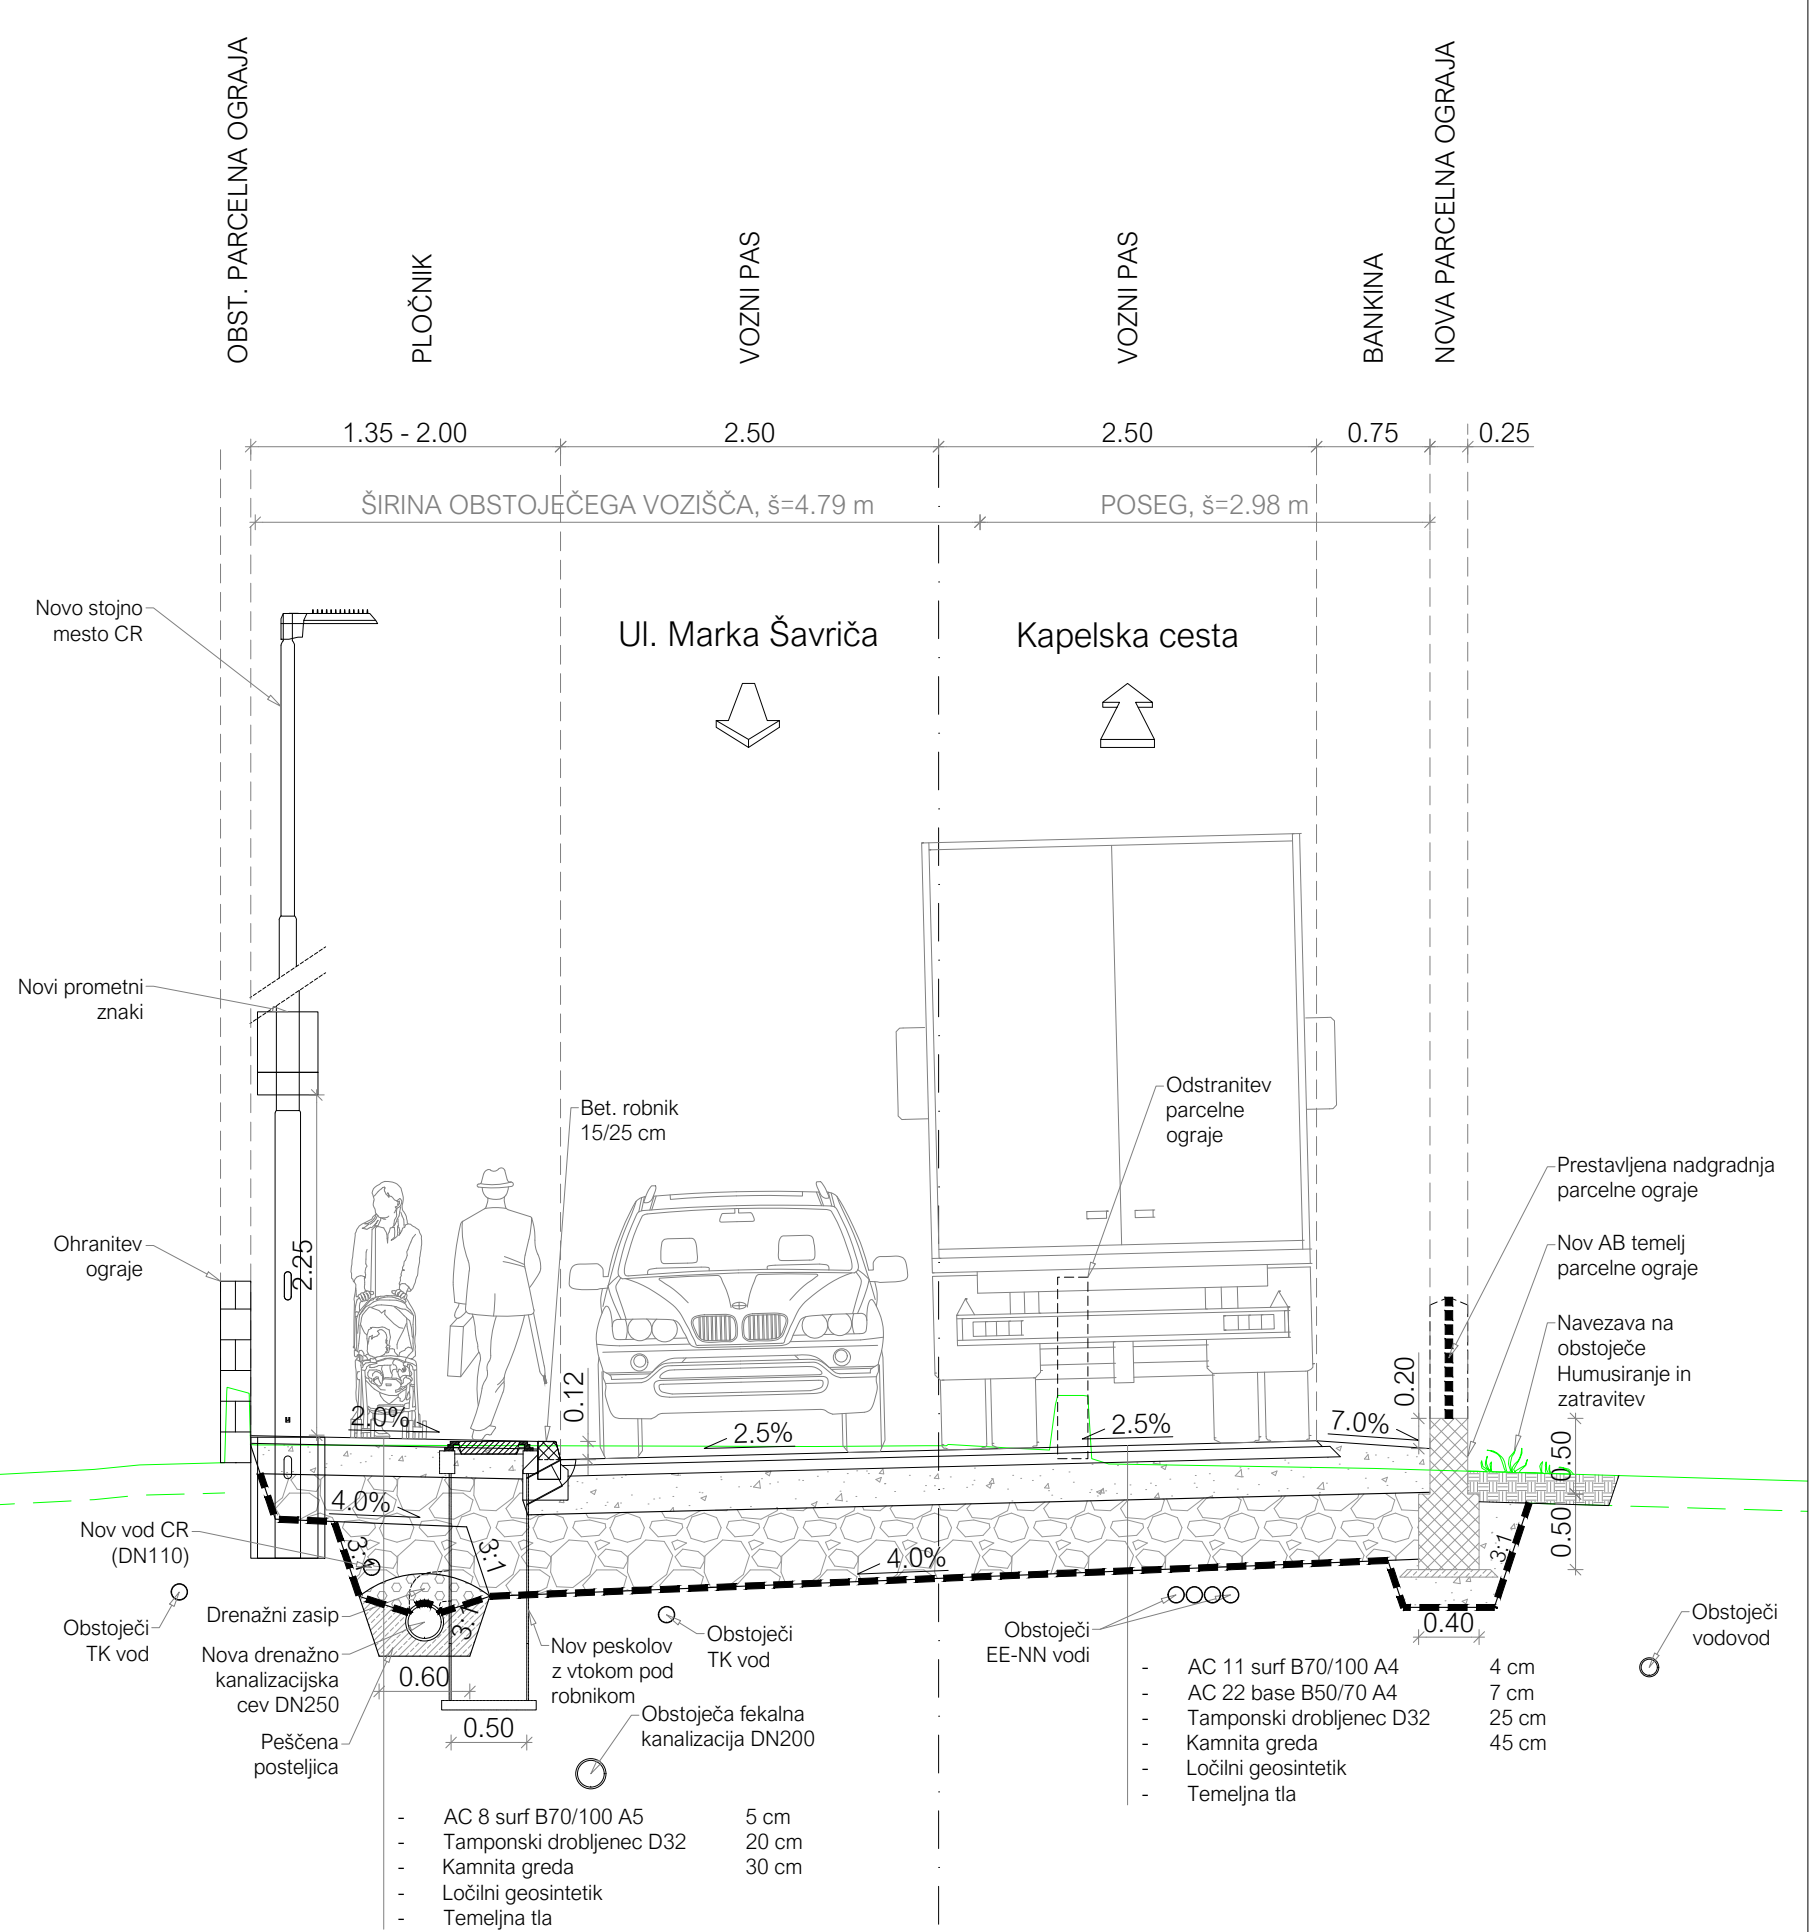 OBST. PARCELNA OGRAJA
PLOČNIK
VOZNI PAS
VOZNI PAS
BANKINA
NOVA PARCELNA OGRAJA
1.35 - 2.00
2.50
2.50
0.75
0.25
ŠIRINA OBSTOJEČEGA VOZIŠČA, š=4.79 m
POSEG, š=2.98 m
Novo stojno
mesto CR
Ul. Marka Šavriča
Kapelska cesta
Novi prometni
znaki
Bet. robnik
15/25 cm
Odstranitev
parcelne
ograje
Prestavljena nadgradnja
parcelne ograje
Ohranitev
ograje
2.25
Nov AB temelj
parcelne ograje
Navezava na
obstoječe
Humusiranje in
zatravitev
0.12
0.20
2.0%
2.5%
2.5%
7.0%
0.50
4.0%
Nov vod CR
(DN110)
3:1
3:1
4.0%
3:1
0.50
Obstoječi
TK vod
Drenažni zasip
3:1
Nova drenažno
kanalizacijska
cev DN250
0.60
Nov peskolov
z vtokom pod
robnikom
Obstoječi
TK vod
Obstoječi
EE-NN vodi
0.40
Obstoječi
vodovod
Peščena
posteljica
0.50
Obstoječa fekalna
kanalizacija DN200
- AC 11 surf B70/100 A4 4 cm
- AC 22 base B50/70 A4 7 cm
- Tamponski drobljenec D32 25 cm
- Kamnita greda 45 cm
- Ločilni geosintetik
- Temeljna tla
- AC 8 surf B70/100 A5 5 cm
- Tamponski drobljenec D32 20 cm
- Kamnita greda 30 cm
- Ločilni geosintetik
- Temeljna tla